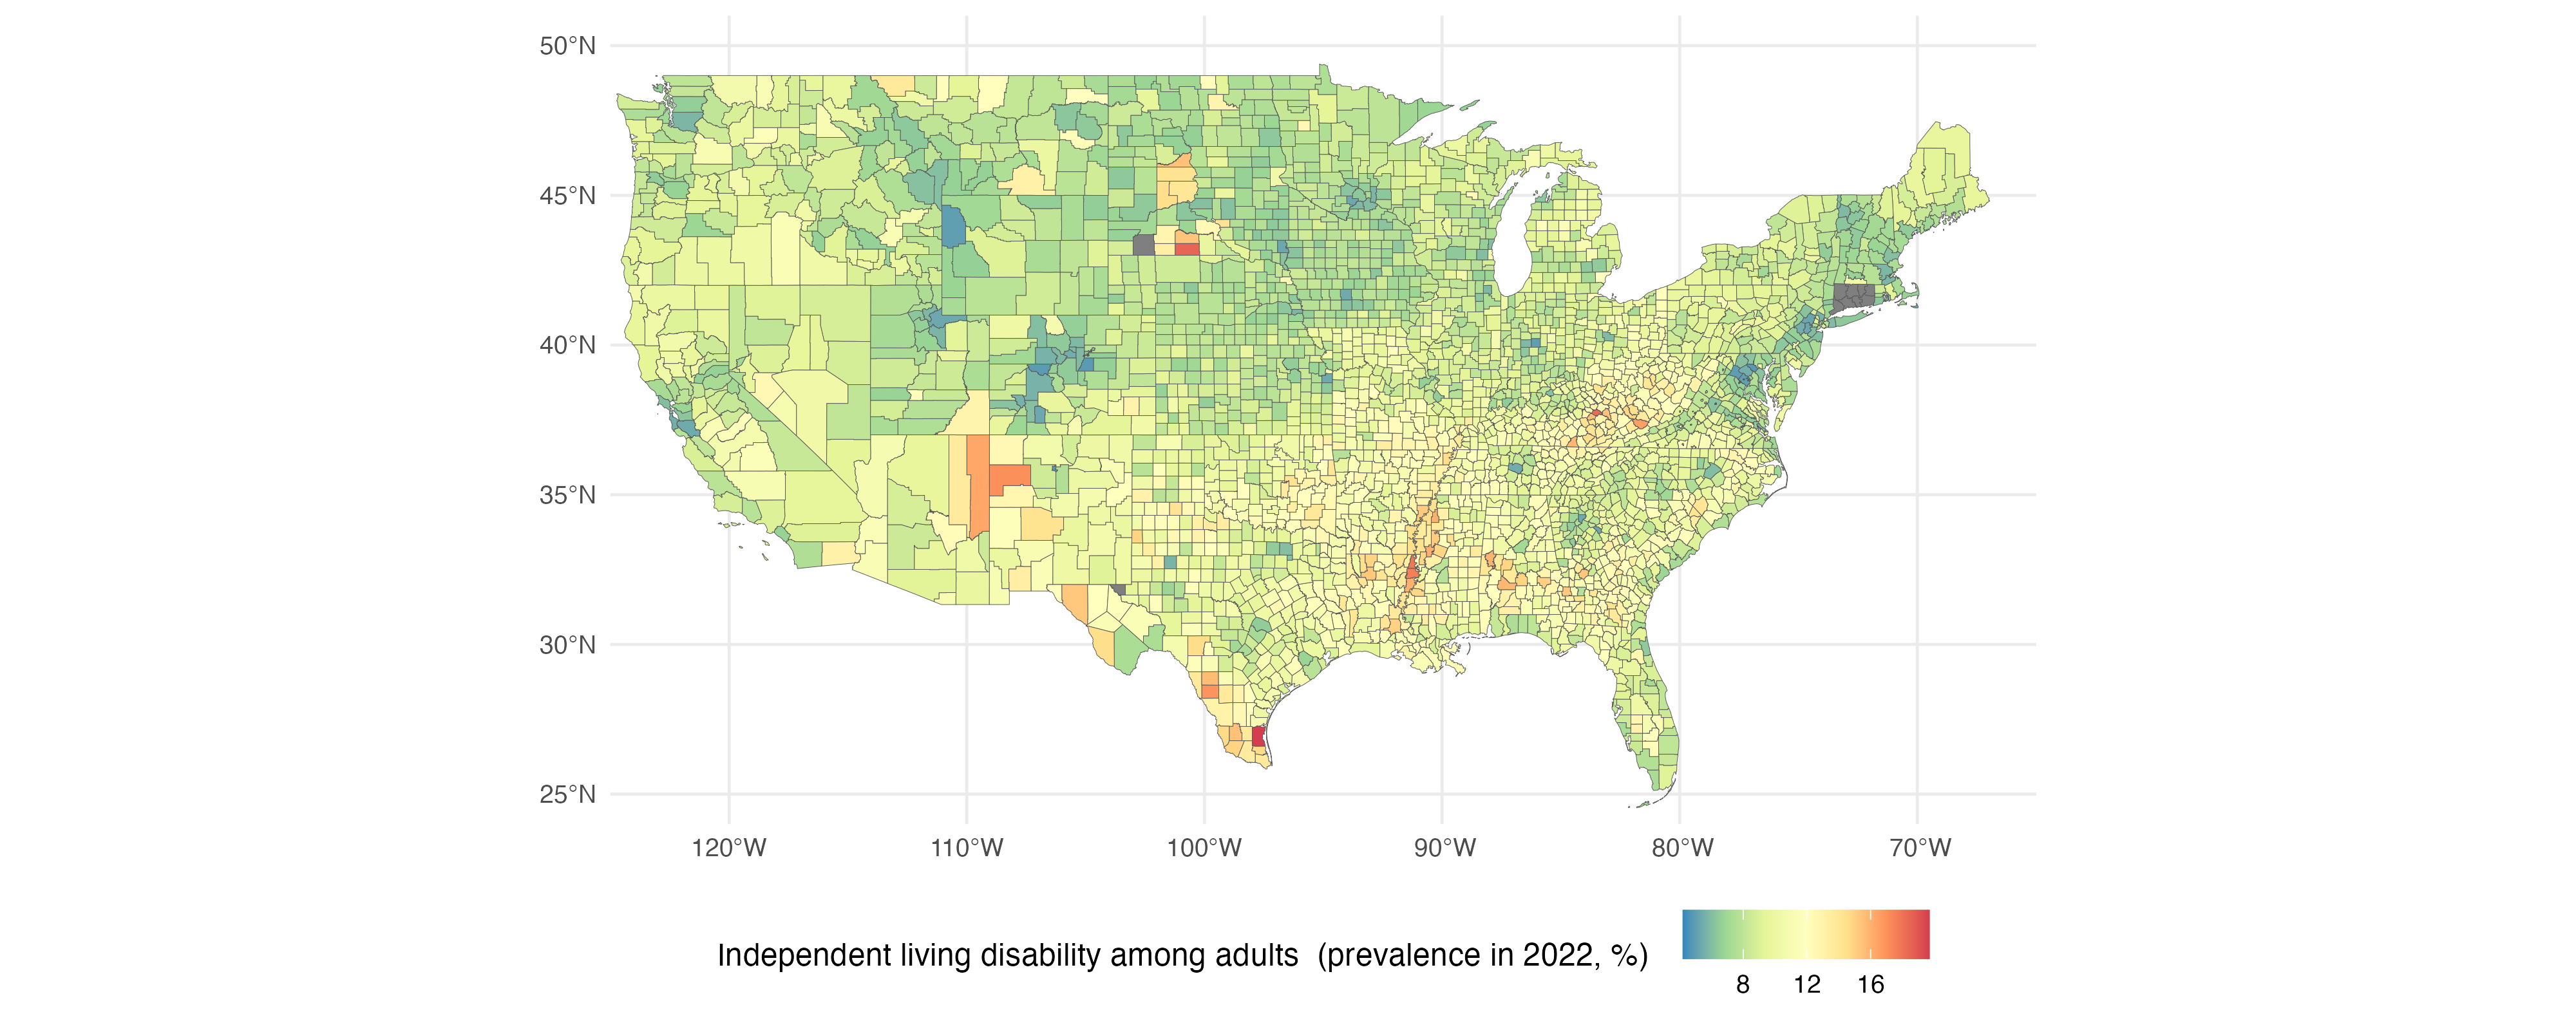 50°N
45°N
40°N
35°N
30°N
25°N
120°W 110°W 100°W 90°W 80°W 70°W
Independent living disability among adults  (prevalence in 2022, %)
8 12 16